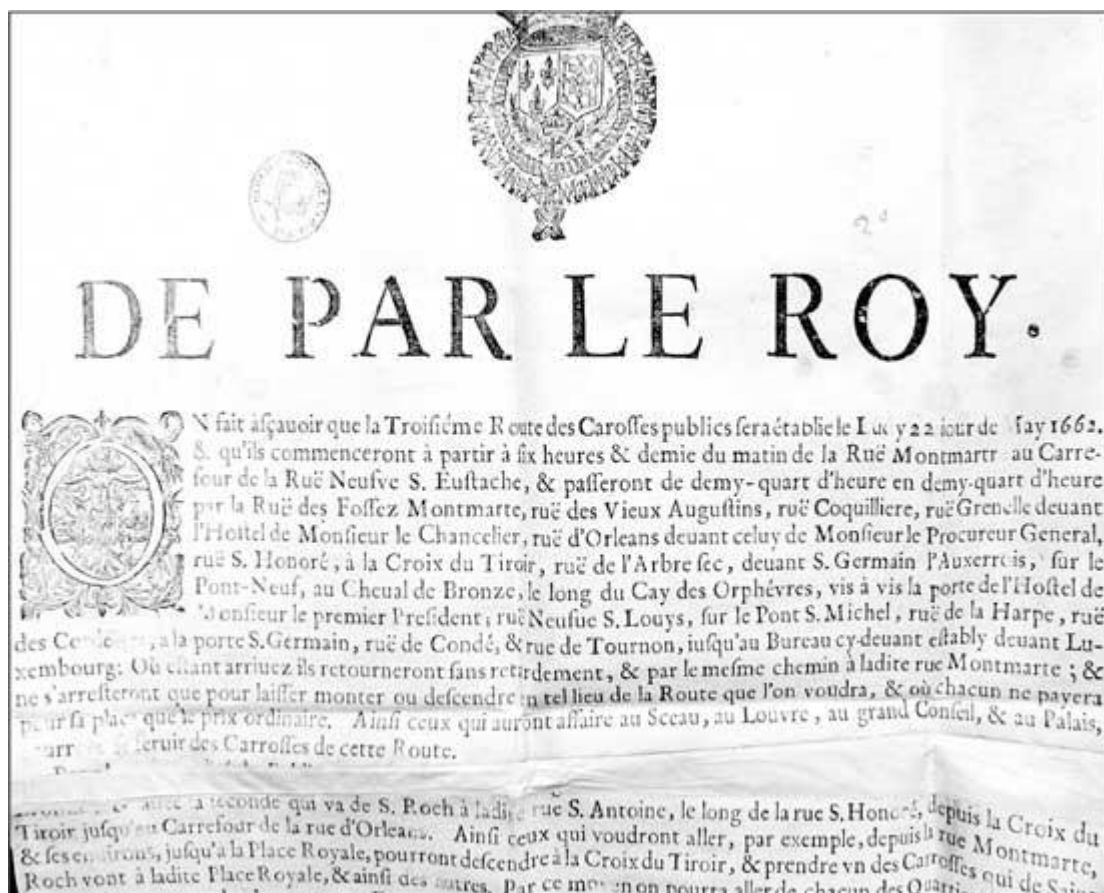 DE PAR LE ROY.
N fait asçauoir que la Troisiéme Route des Carosses publics sera établie le 22 iour de May 1662.
& qu'ils commenceront à partir à six heures & demie du matin de la Ruë Montmartr au Carre-
four de la Ruë Neufve S. Eustache, & passeront de demy-quart d'heure en demy-quart d'heure
par la Ruë des Fossez Montmarte, ruë des Vieux Augustins, ruë Coquilliere, ruë Grenelle deuant
l'Hostel de Monsieur le Chancelier, ruë d'Orleans deuant celuy de Monsieur le Procureur General,
ruë S. Honoré, à la Croix du Tiroir, ruë de l'Arbre sec, deuant S. Germain l'Auxerrois, sur le
Pont-Neuf, au Cheual de Bronze, le long du Cay des Orphévres, vis à vis la porte de l'Hostel de
Monsieur le premier President; ruë Neufue S. Louys, sur le Pont S. Michel, ruë de la Harpe, ruë
des a la porte S. Germain, ruë de Condé, & rue de Tournon, iusqu'au Bureau cy-deuant estably deuant Lu-
xembourg: Où estant arriuez ils retourneront sans retardement, & par le mesme chemin à ladite rue Montmarte; &
ne s'arresteront que pour laisser monter ou descendre en tel lieu de la Route que l'on voudra, & où chacun ne payera
pour sa place que le prix ordinaire. Ainsi ceux qui auront affaire au Sceau, au Louvre, au grand Conseil, & au Palais,
seruir des Carrosses de cette Route.
auec la seconde qui va de S. Roch à ladite ruë S. Antoine, le long de la rue S. Honoré, depuis la Croix du
Tiroir jusqu'au Carrefour de la rue d'Orleans. Ainsi ceux qui voudront aller, par exemple, depuis la rue Montmarte,
& ses enuirons, jusqu'a la Place Royale, pourront descendre à la Croix du Tiroir, & prendre vn des Carrosses qui de Saint
Roch vont à ladite Place Royale, & ainsi des autres. Par ce moyen on pourra aller de chacun des